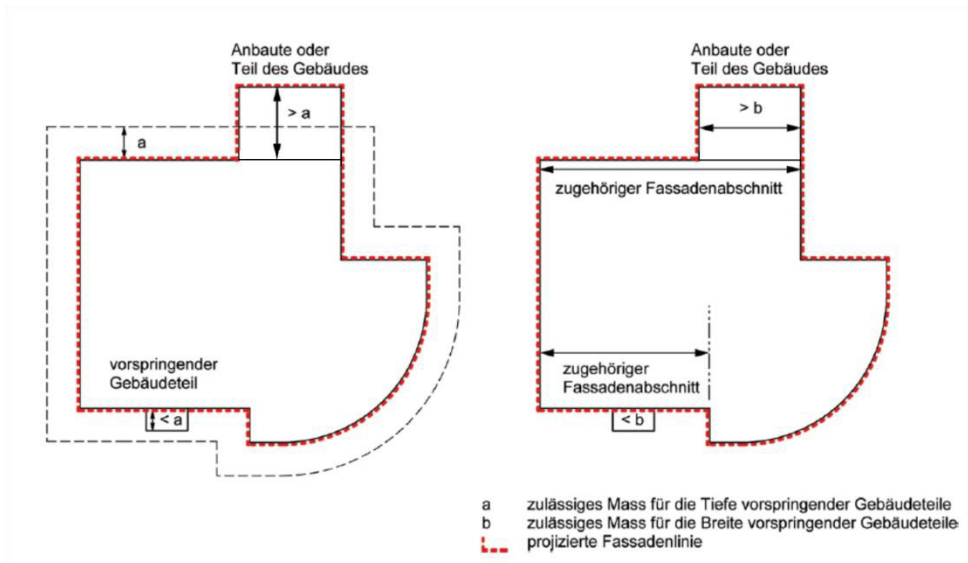 Anbaute oder
Teil des Gebäudes
> a
a
vorspringender
Gebäudeteil
< a
Anbaute oder
Teil des Gebäudes
> b
zugehöriger Fassadenabschnitt
zugehöriger
Fassadenabschnitt
< b
a zulässiges Mass für die Tiefe vorspringender Gebäudeteile
b zulässiges Mass für die Breite vorspringender Gebäudeteile
projizierte Fassadenlinie